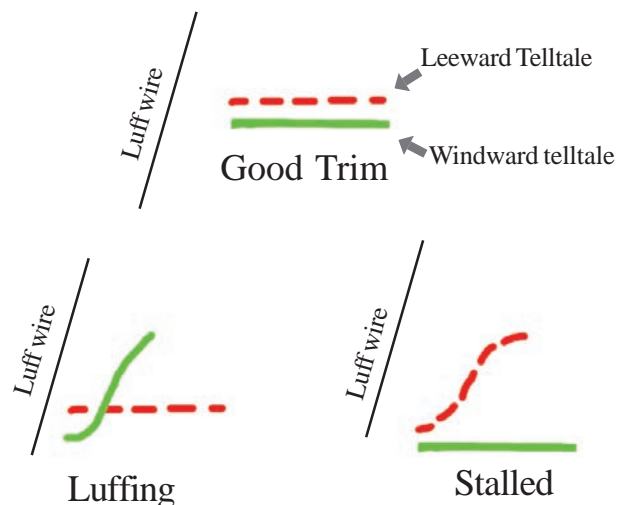 Luff wire
Leeward Telltale
Windward telltale
Good Trim
Luff wire
Luffing
Luff wire
Stalled